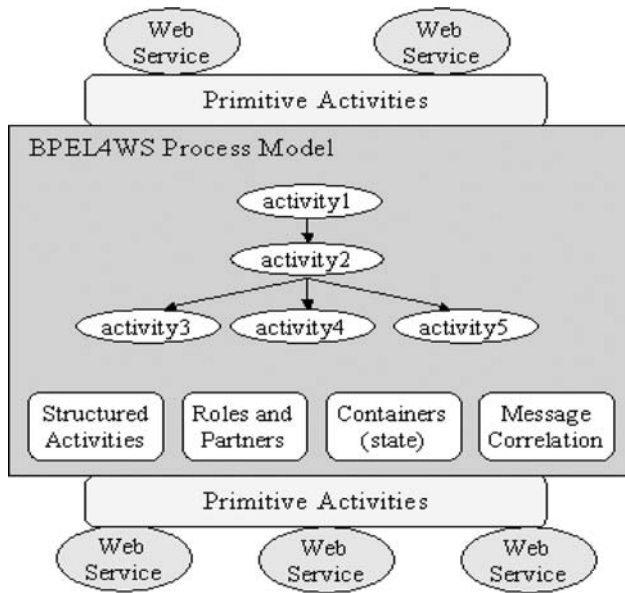 Web Service
Web Service
Primitive Activities
BPEL4WS Process Model
activity1
activity2
activity3 activity4 activity5
Structured Activities
Roles and Partners
Containers (state)
Message Correlation
Primitive Activities
Web Service
Web Service
Web Service